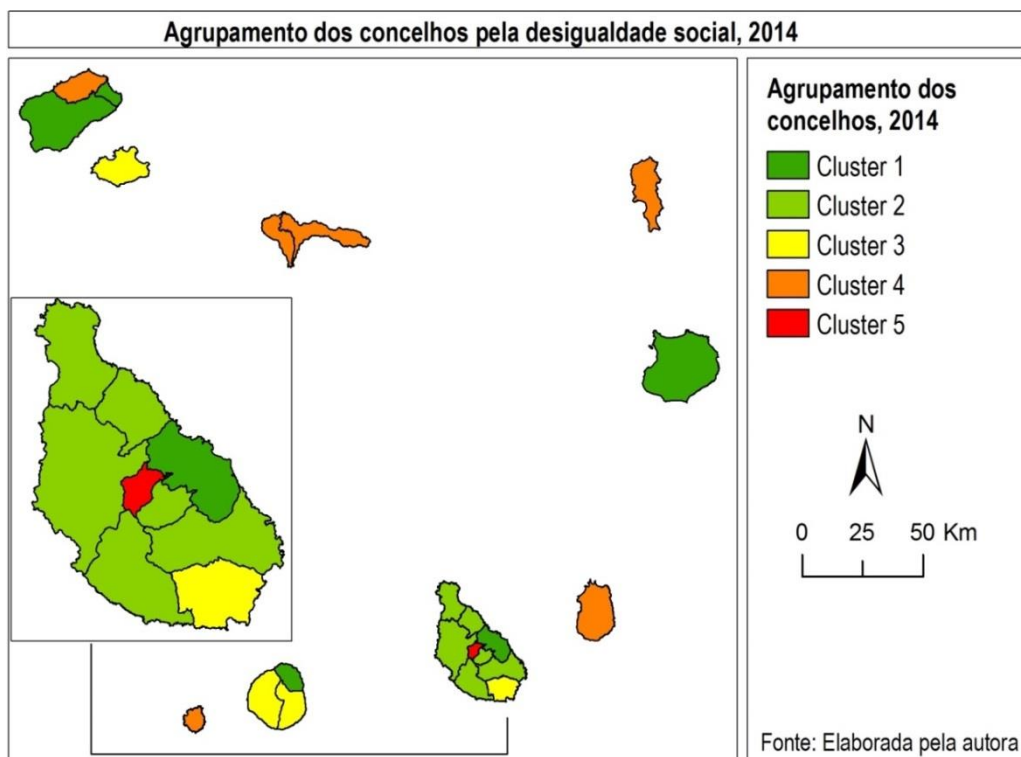 Agrupamento dos concelhos pela desigualdade social, 2014
Agrupamento dos
concelhos, 2014
Cluster 1
Cluster 2
Cluster 3
Cluster 4
Cluster 5
N
0 25 50 Km
Fonte: Elaborada pela autora